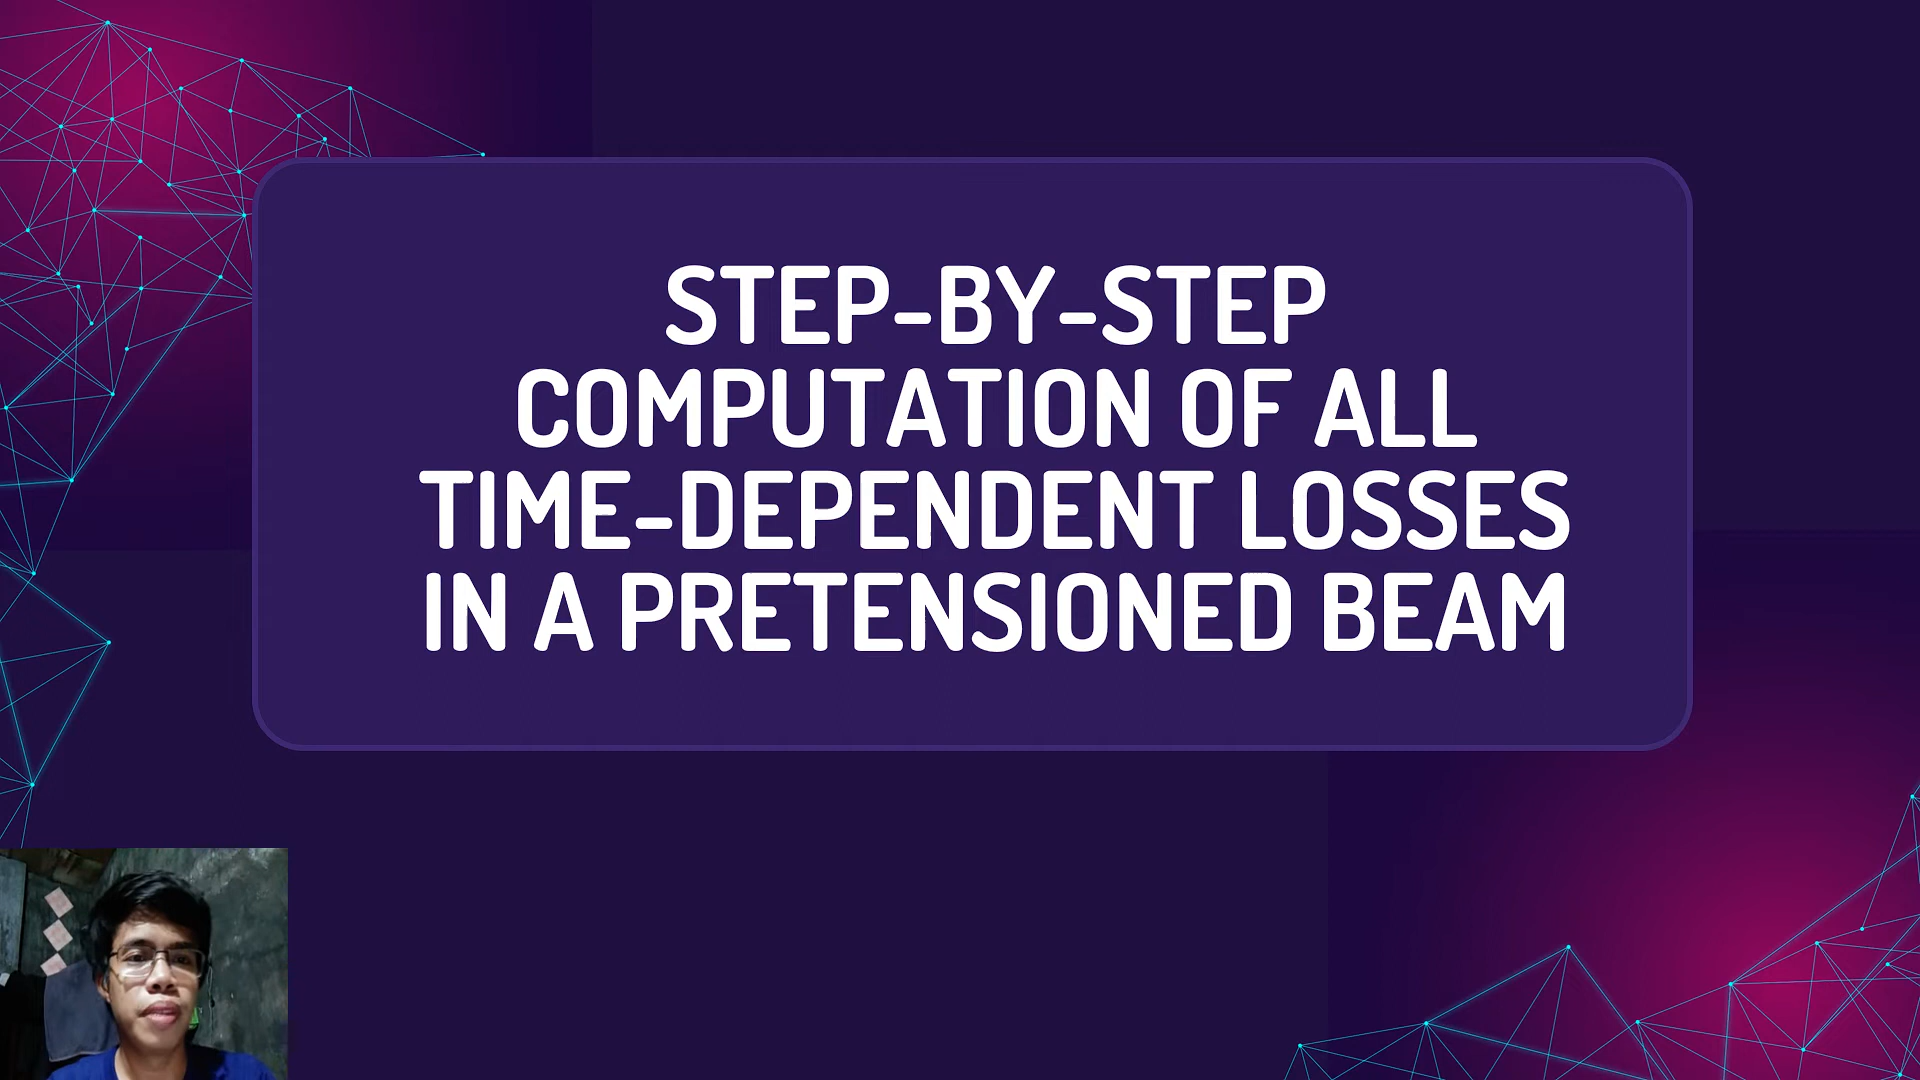 STEP-BY-STEP
COMPUTATION OF ALL
TIME-DEPENDENT LOSSES
IN A PRETENSIONED BEAM